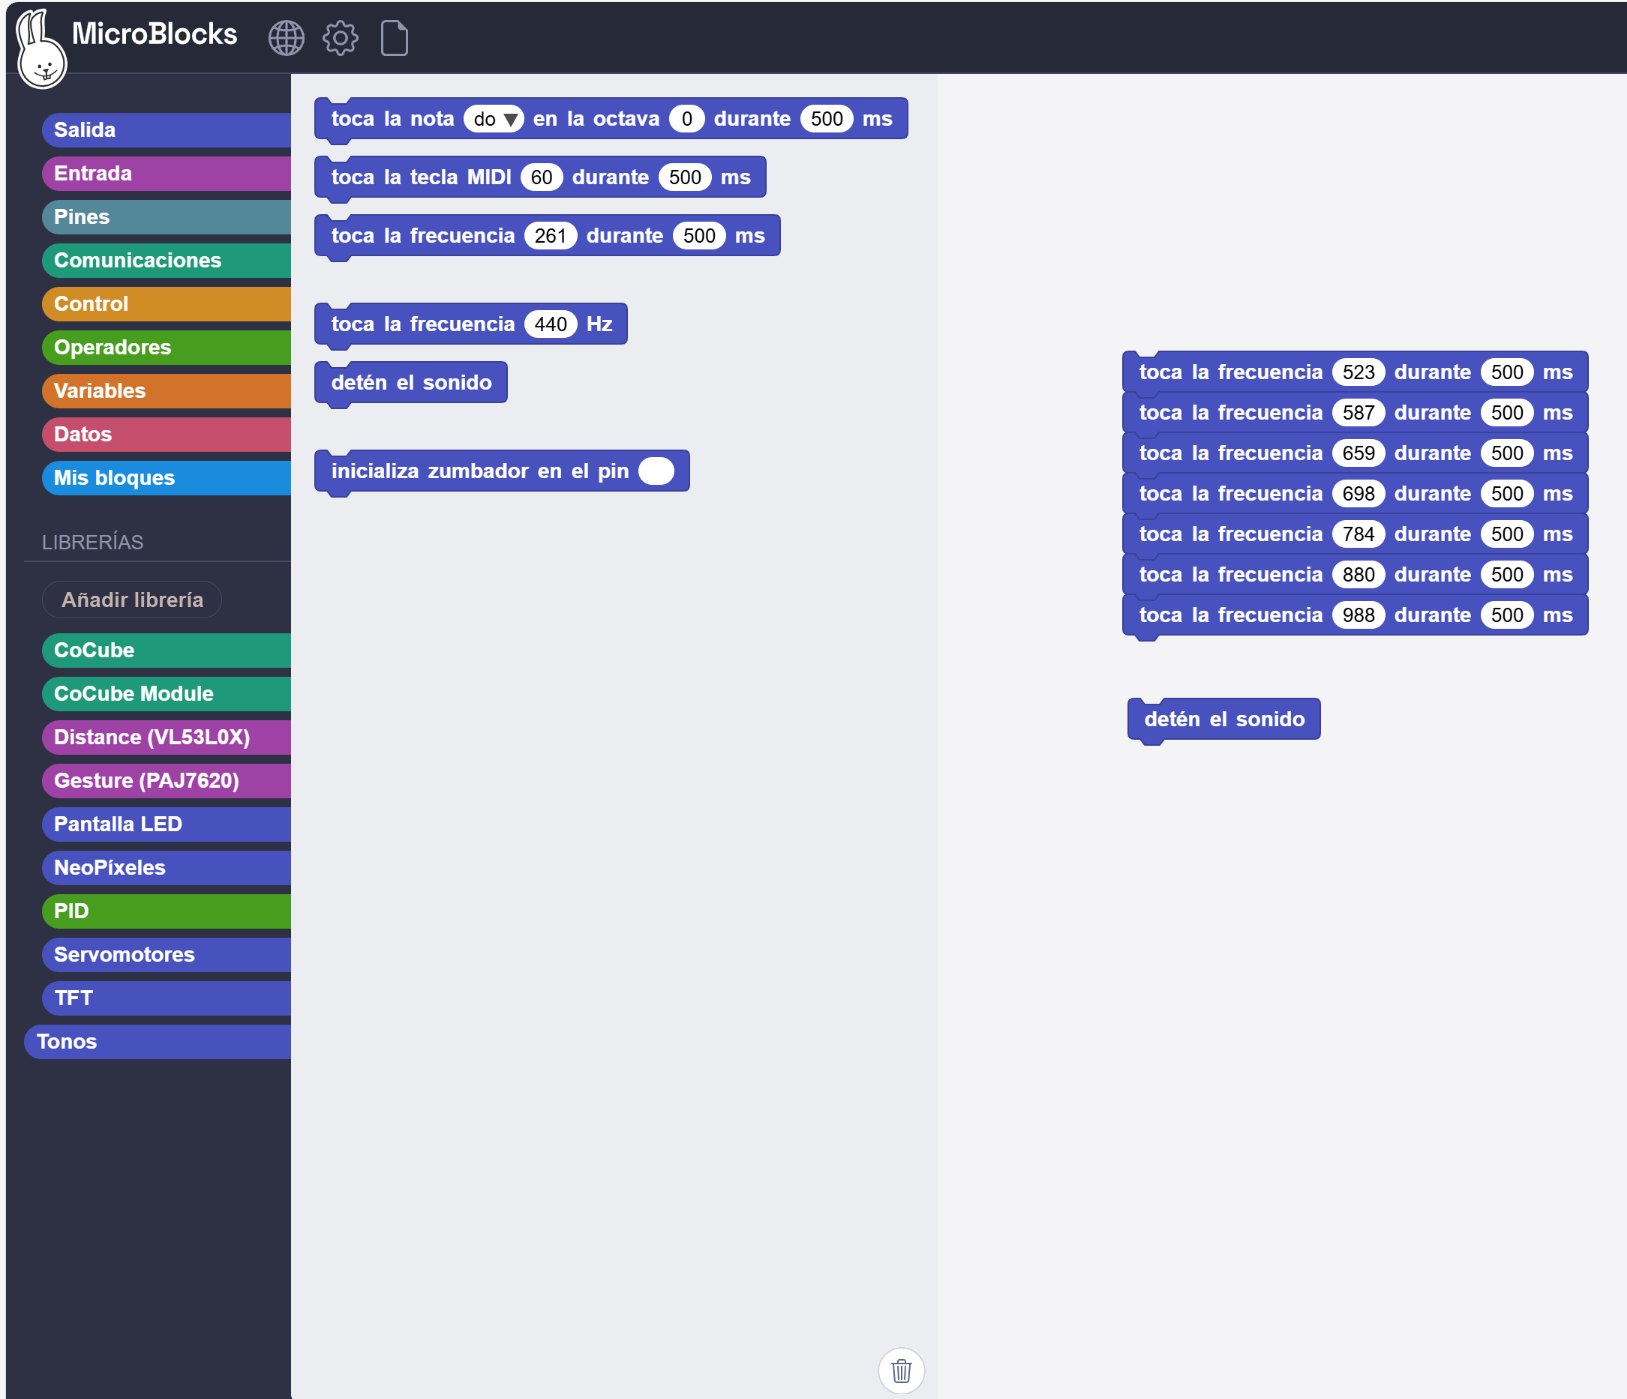 MicroBlocks
Salida
Entrada
Pines
Comunicaciones
Control
Operadores
Variables
Datos
Mis bloques
LIBRERÍAS
Añadir librería
CoCube
CoCube Module
Distance (VL53L0X)
Gesture (PAJ7620)
Pantalla LED
NeoPíxeles
PID
Servomotores
TFT
Tonos
toca la nota do ▼ en la octava 0 durante 500 ms
toca la tecla MIDI 60 durante 500 ms
toca la frecuencia 261 durante 500 ms
toca la frecuencia 440 Hz
detén el sonido
inicializa zumbador en el pin
toca la frecuencia 523 durante 500 ms
toca la frecuencia 587 durante 500 ms
toca la frecuencia 659 durante 500 ms
toca la frecuencia 698 durante 500 ms
toca la frecuencia 784 durante 500 ms
toca la frecuencia 880 durante 500 ms
toca la frecuencia 988 durante 500 ms
detén el sonido